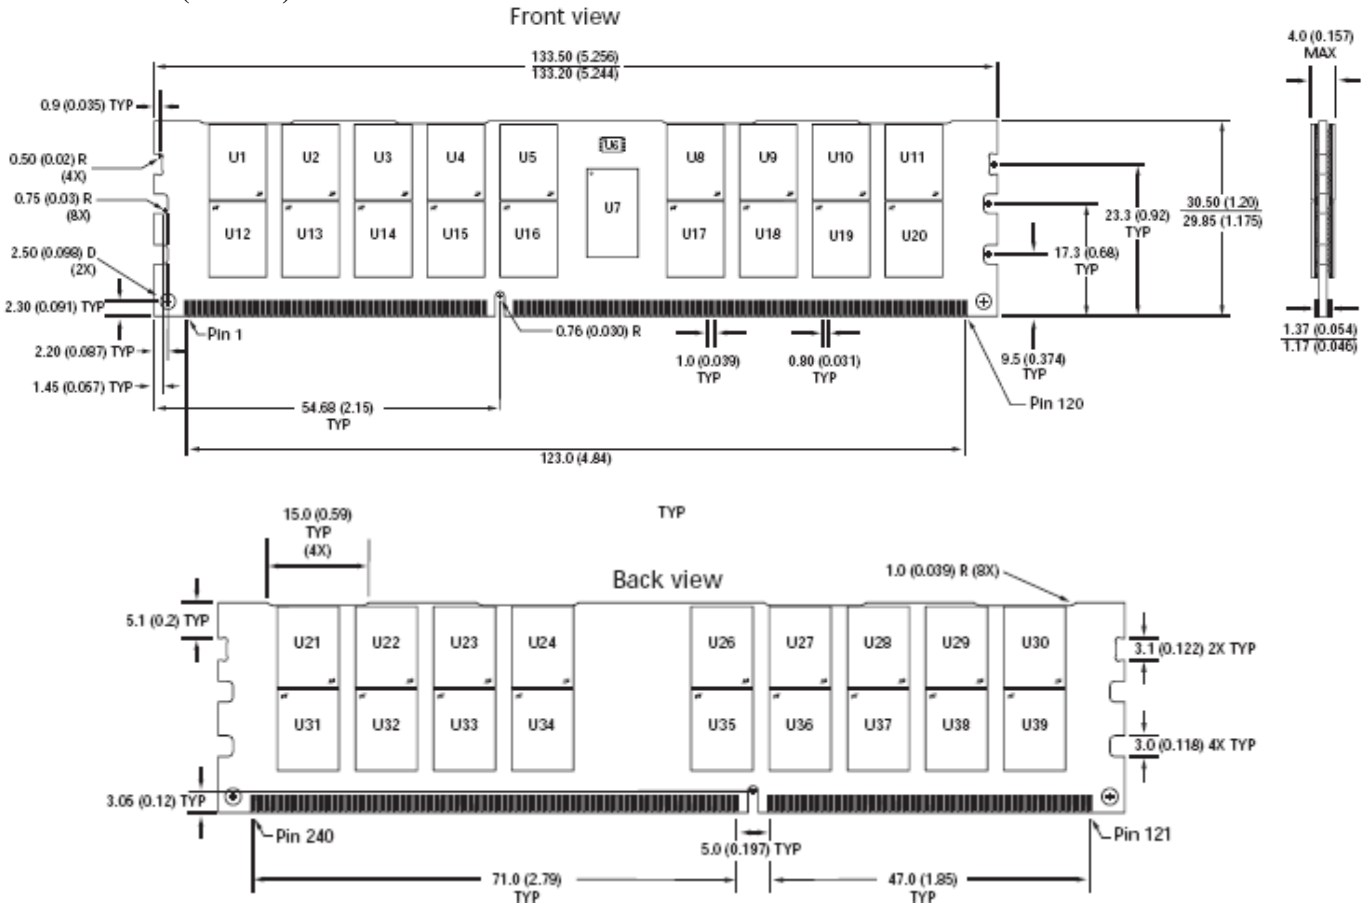 Front view
133.50 (5.256)
133.20 (5.244)
4.0 (0.157)
MAX
0.9 (0.035) TYP
0.50 (0.02) R
(4X)
0.75 (0.03) R
(8X)
2.50 (0.098) D
(2X)
2.30 (0.091) TYP
2.20 (0.087) TYP
1.45 (0.057) TYP
U1 U2 U3 U4 U5 U6 U8 U9 U10 U11
U7
U12 U13 U14 U15 U16 U17 U18 U19 U20
30.50 (1.20)
29.85 (1.175)
23.3 (0.92)
TYP
17.3 (0.68)
TYP
Pin 1
0.76 (0.030) R
1.0 (0.039)
TYP
0.80 (0.031)
TYP
9.5 (0.374)
TYP
1.37 (0.054)
1.17 (0.046)
Pin 120
54.68 (2.15)
TYP
123.0 (4.84)
TYP
15.0 (0.59)
TYP
(4X)
Back view
1.0 (0.039) R (8X)
5.1 (0.2) TYP
U21 U22 U23 U24 U26 U27 U28 U29 U30
3.1 (0.122) 2X TYP
U31 U32 U33 U34 U35 U36 U37 U38 U39
3.0 (0.118) 4X TYP
3.05 (0.12) TYP
Pin 240
Pin 121
5.0 (0.197) TYP
71.0 (2.79)
TYP
47.0 (1.85)
TYP